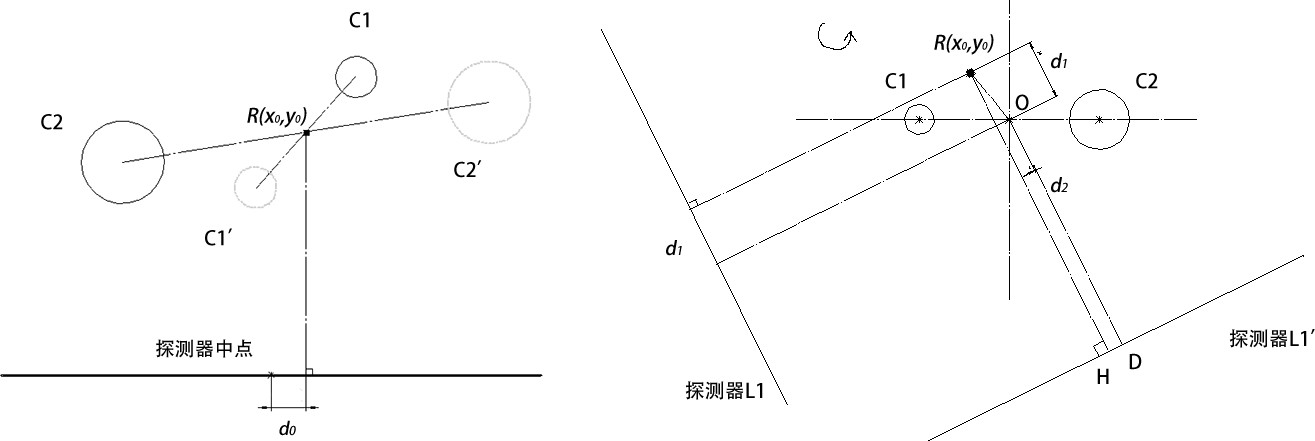 C1
C2
R(x₀,y₀)
C2′
C1′
探测器中点
d₀
R(x₀,y₀)
d₁
C1
C2
O
d₂
d₁
探测器L1
探测器L1′
H
D